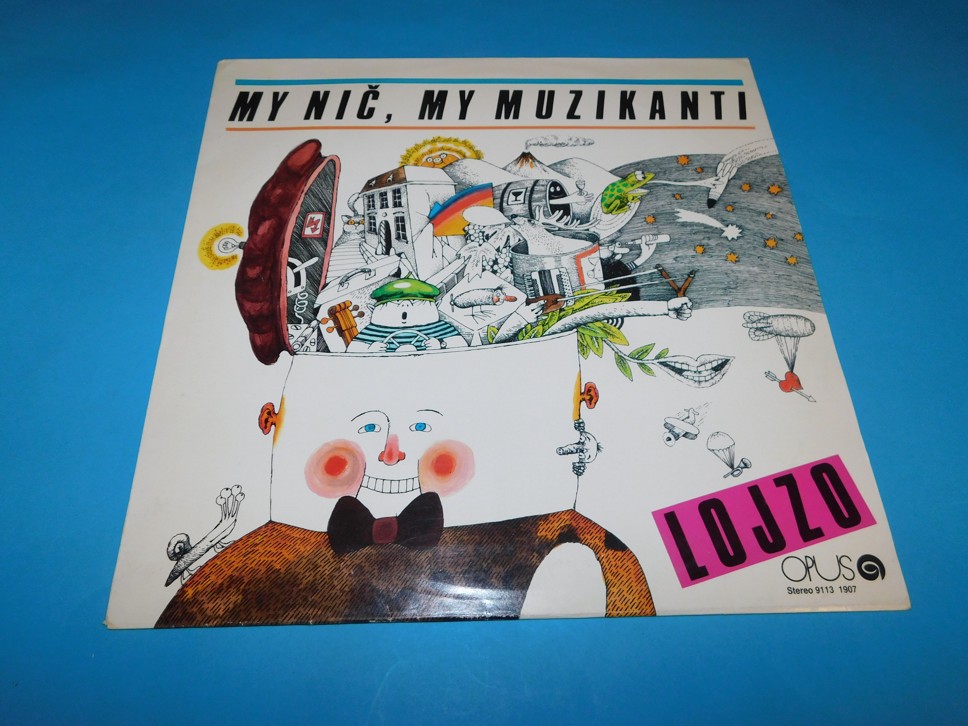 MY NIČ, MY MUZIKANTI
LOJZO
OPUS
Stereo 9113 1907